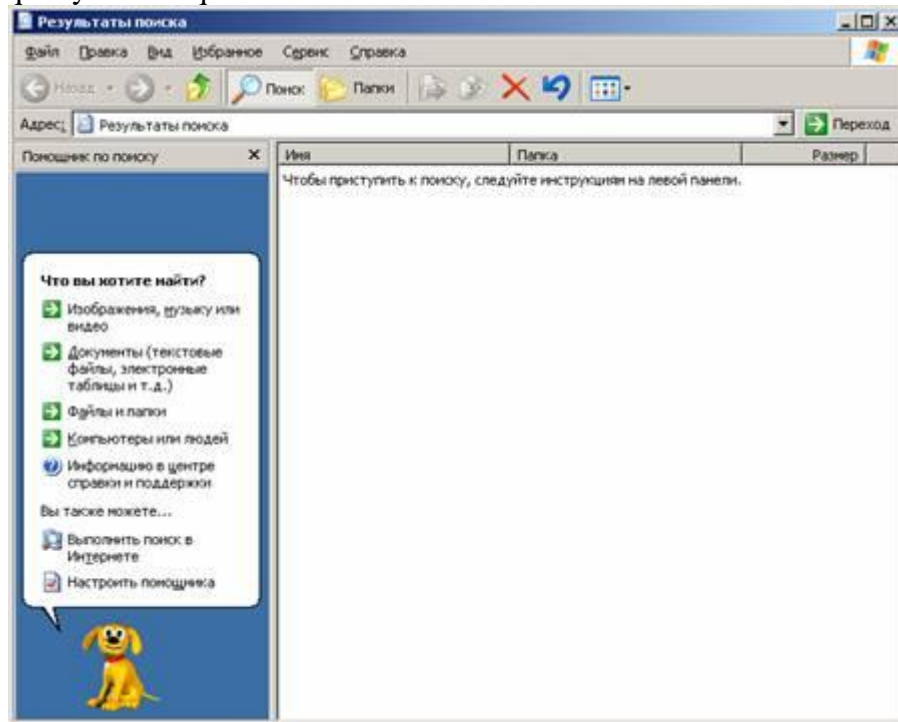 Результаты поиска
Файл Правка Вид Избранное Сервис Справка
Назад Поиск Папки
Адрес: Результаты поиска Переход
Помощник по поиску
Имя Папка Размер
Чтобы приступить к поиску, следуйте инструкциям на левой панели.
Что вы хотите найти?
Изображения, музыку или
видео
Документы (текстовые
файлы, электронные
таблицы и т.д.)
Файлы и папки
Компьютеры или людей
Информацию в центре
справки и поддержки
Вы также можете...
Выполнить поиск в
Интернете
Настроить помощника